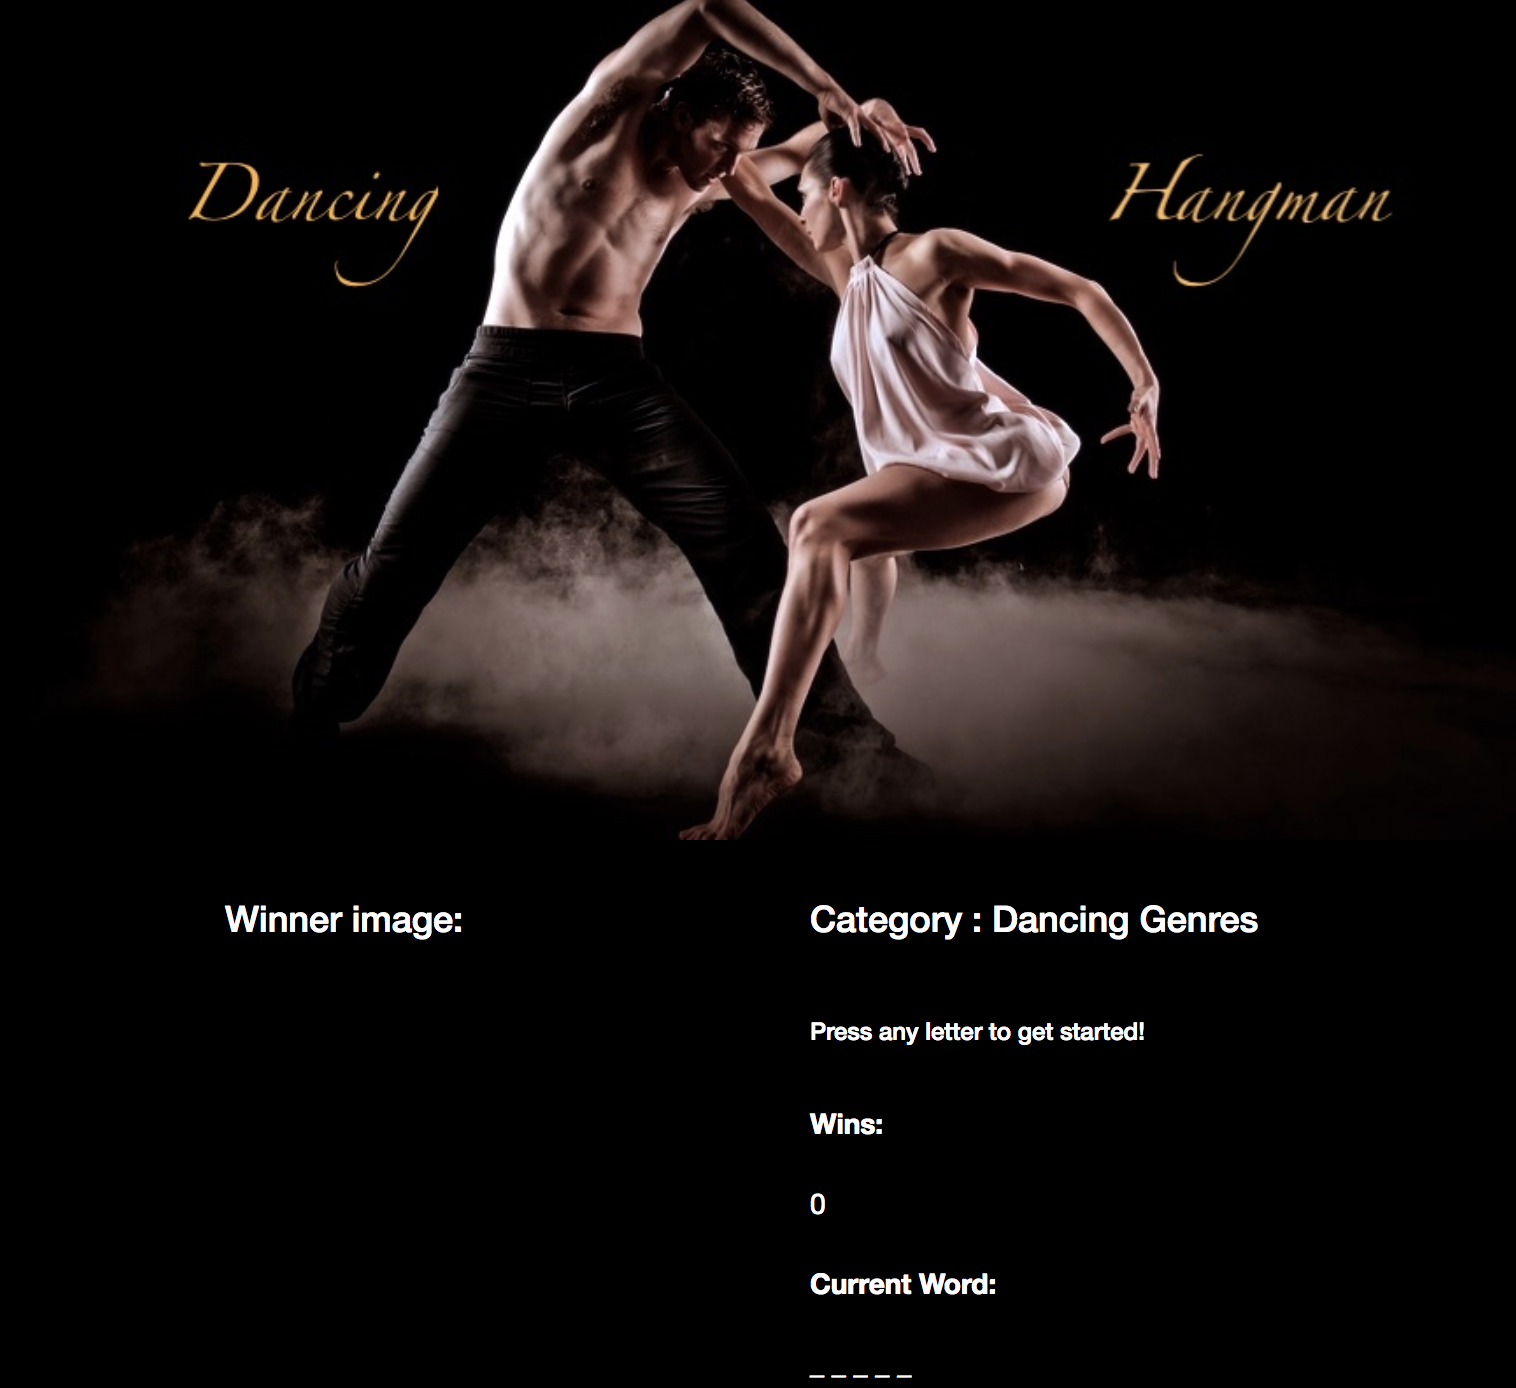 Dancing Hangman
Winner image:
Category : Dancing Genres
Press any letter to get started!
Wins:
0
Current Word:
_ _ _ _ _